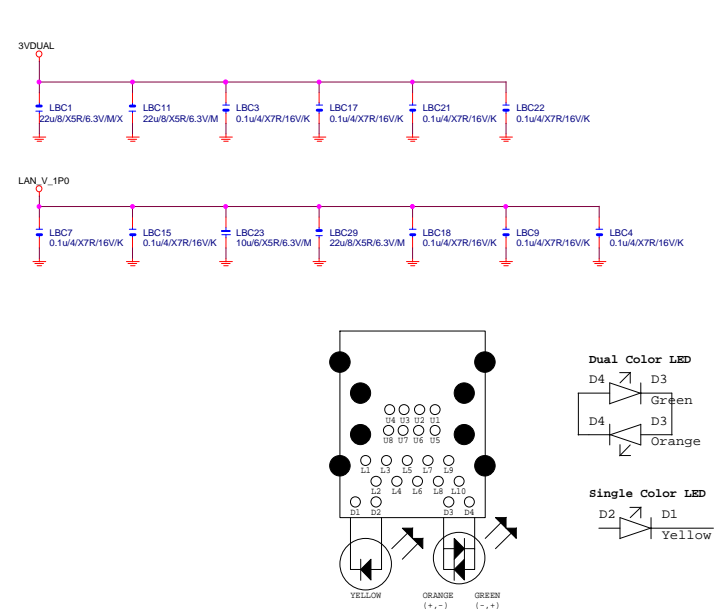 3VDUAL
LBC1 LBC11 LBC3 LBC17 LBC21 LBC22
22u/8/X5R/6.3V/M/X 22u/8/X5R/6.3V/M 0.1u/4/X7R/16V/K 0.1u/4/X7R/16V/K 0.1u/4/X7R/16V/K 0.1u/4/X7R/16V/K
LAN_V_1P0
LBC7 LBC15 LBC23 LBC29 LBC18 LBC9 LBC4
0.1u/4/X7R/16V/K 0.1u/4/X7R/16V/K 10u/6/X5R/6.3V/M 22u/8/X5R/6.3V/M 0.1u/4/X7R/16V/K 0.1u/4/X7R/16V/K 0.1u/4/X7R/16V/K
Dual Color LED
D4 D3
Green
D4 D3
Orange
U4 U3 U2 U1
U8 U7 U6 U5
L1 L3 L5 L7 L9
L2 L4 L6 L8 L10
D1 D2 D3 D4
Single Color LED
D2 D1
Yellow
YELLOW ORANGE GREEN
(+,-) (-,+)